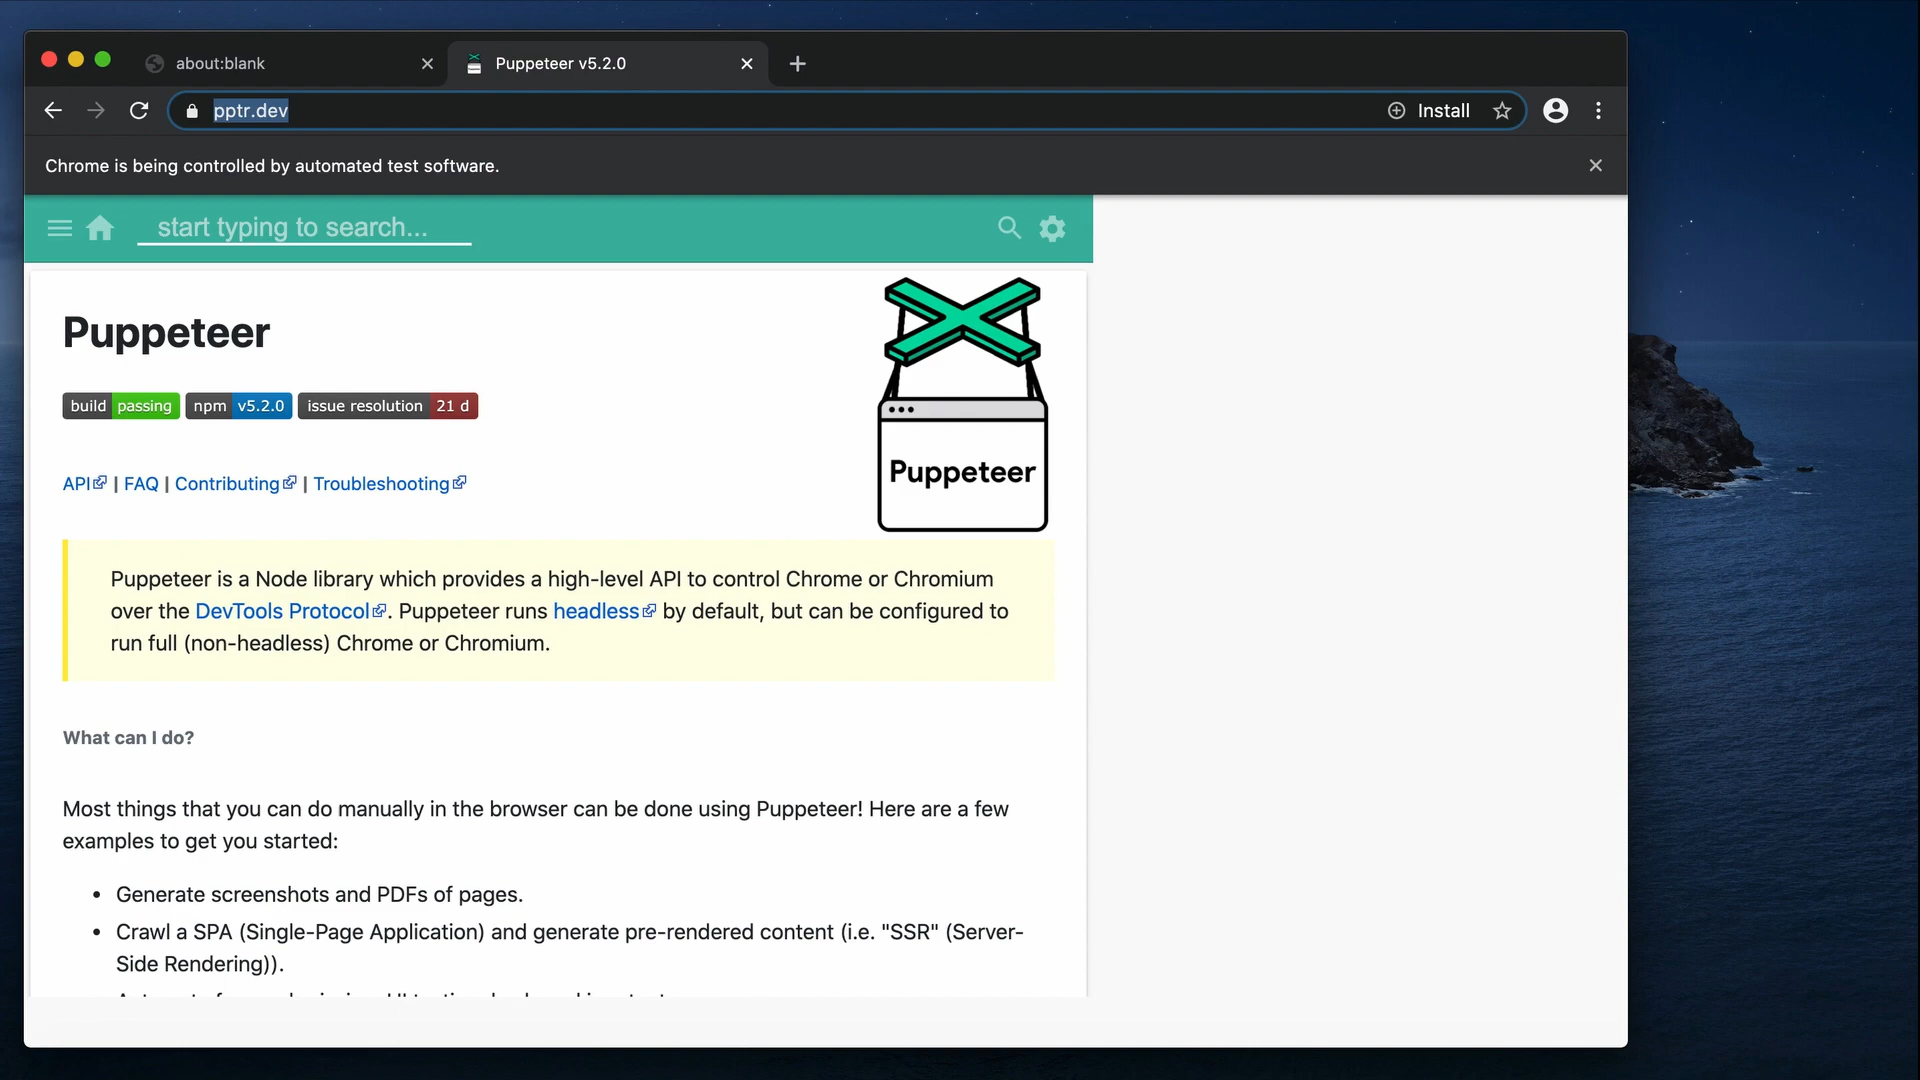 about:blank
Puppeteer v5.2.0
pptr.dev
Install
Chrome is being controlled by automated test software.
start typing to search...
Puppeteer
build passing npm v5.2.0 issue resolution 21 d
API | FAQ | Contributing | Troubleshooting
Puppeteer
Puppeteer is a Node library which provides a high-level API to control Chrome or Chromium
over the DevTools Protocol. Puppeteer runs headless by default, but can be configured to
run full (non-headless) Chrome or Chromium.
What can I do?
Most things that you can do manually in the browser can be done using Puppeteer! Here are a few
examples to get you started:
• Generate screenshots and PDFs of pages.
• Crawl a SPA (Single-Page Application) and generate pre-rendered content (i.e. "SSR" (Server-
Side Rendering)).